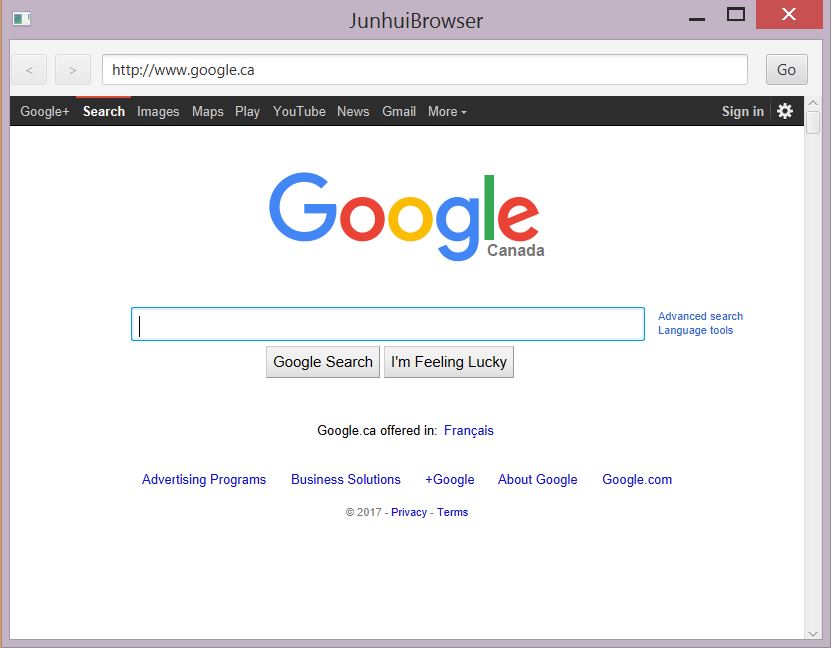 JunhuiBrowser
< > http://www.google.ca Go
Google+ Search Images Maps Play YouTube News Gmail More Sign in
Google
Canada
Advanced search
Language tools
Google Search I'm Feeling Lucky
Google.ca offered in: Français
Advertising Programs Business Solutions +Google About Google Google.com
© 2017 - Privacy - Terms